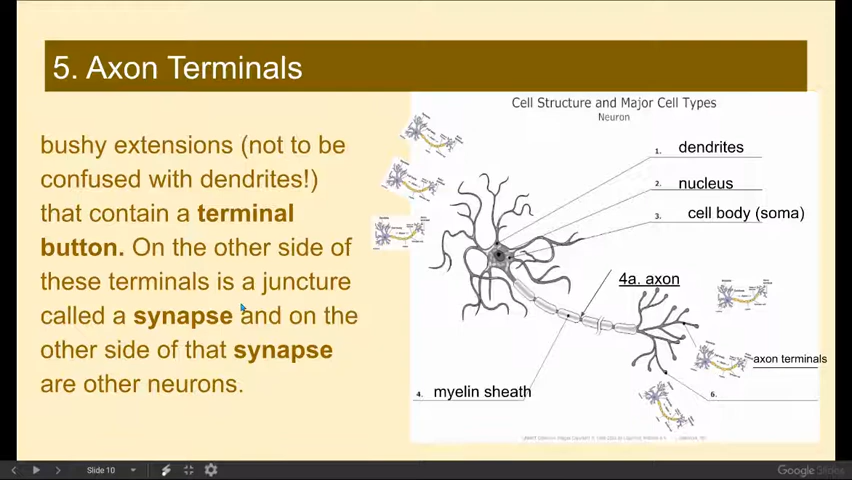 5. Axon Terminals
bushy extensions (not to be
confused with dendrites!)
that contain a terminal
button. On the other side of
these terminals is a juncture
called a synapse and on the
other side of that synapse
are other neurons.
Cell Structure and Major Cell Types
Neuron
1. dendrites
2. nucleus
3. cell body (soma)
4a. axon
axon terminals
4. myelin sheath
6.
Slide 10
Google Slides